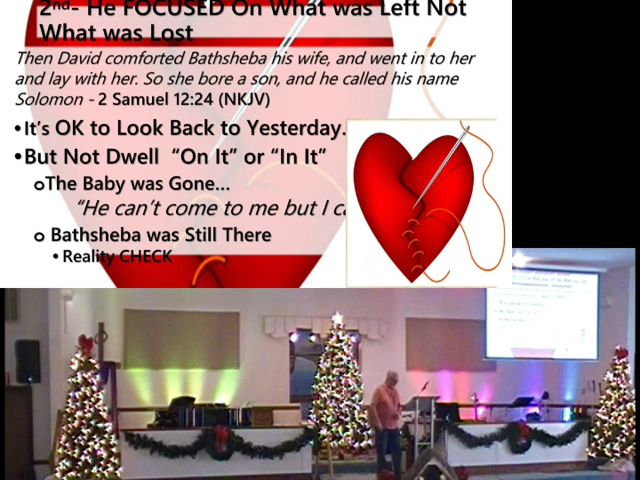 2nd- He FOCUSED On What was Left Not
What was Lost
Then David comforted Bathsheba his wife, and went in to her
and lay with her. So she bore a son, and he called his name
Solomon - 2 Samuel 12:24 (NKJV)
•It's OK to Look Back to Yesterday.
•But Not Dwell "On It" or "In It"
oThe Baby was Gone...
"He can't come to me but I
o Bathsheba was Still There
•Reality CHECK